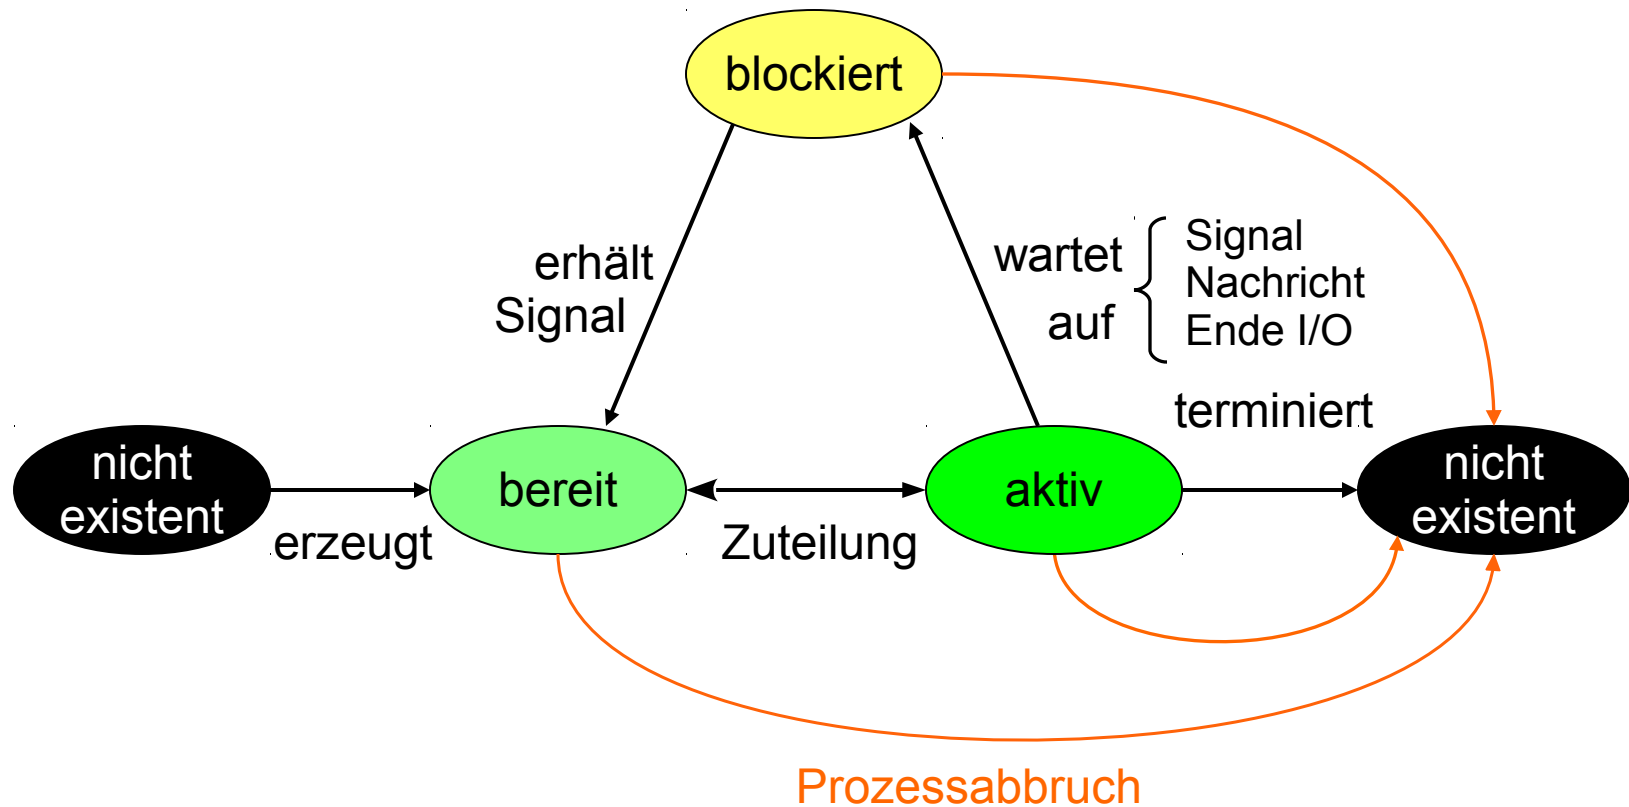 blockiert
erhält
Signal
wartet
auf
Signal
Nachricht
Ende I/O
terminiert
nicht
existent
erzeugt
bereit
Zuteilung
aktiv
nicht
existent
Prozessabbruch